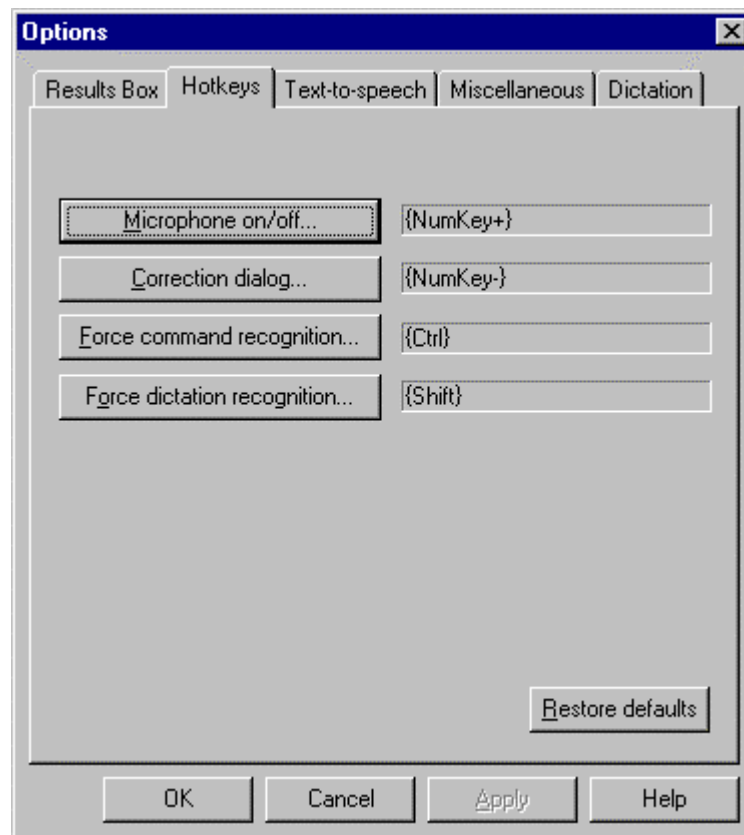 Options
Results Box Hotkeys Text-to-speech Miscellaneous Dictation
Microphone on/off... {NumKey+}
Correction dialog... {NumKey-}
Force command recognition... {Ctrl}
Force dictation recognition... {Shift}
Restore defaults
OK Cancel Apply Help